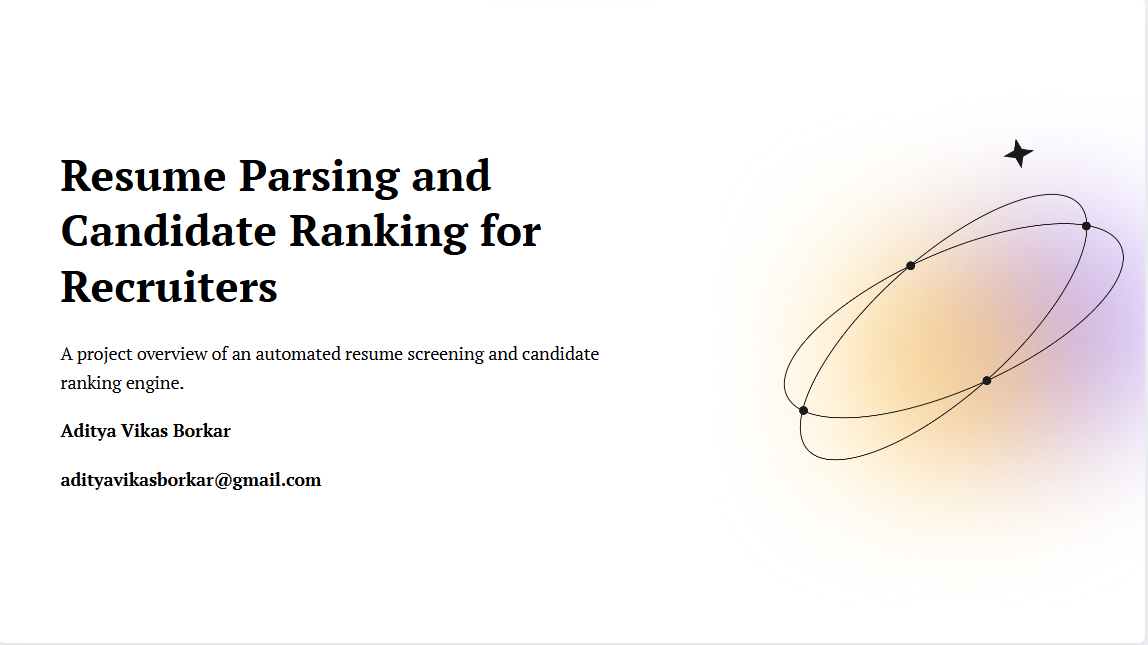 Resume Parsing and
Candidate Ranking for
Recruiters
A project overview of an automated resume screening and candidate
ranking engine.
Aditya Vikas Borkar
adityavikasborkar@gmail.com